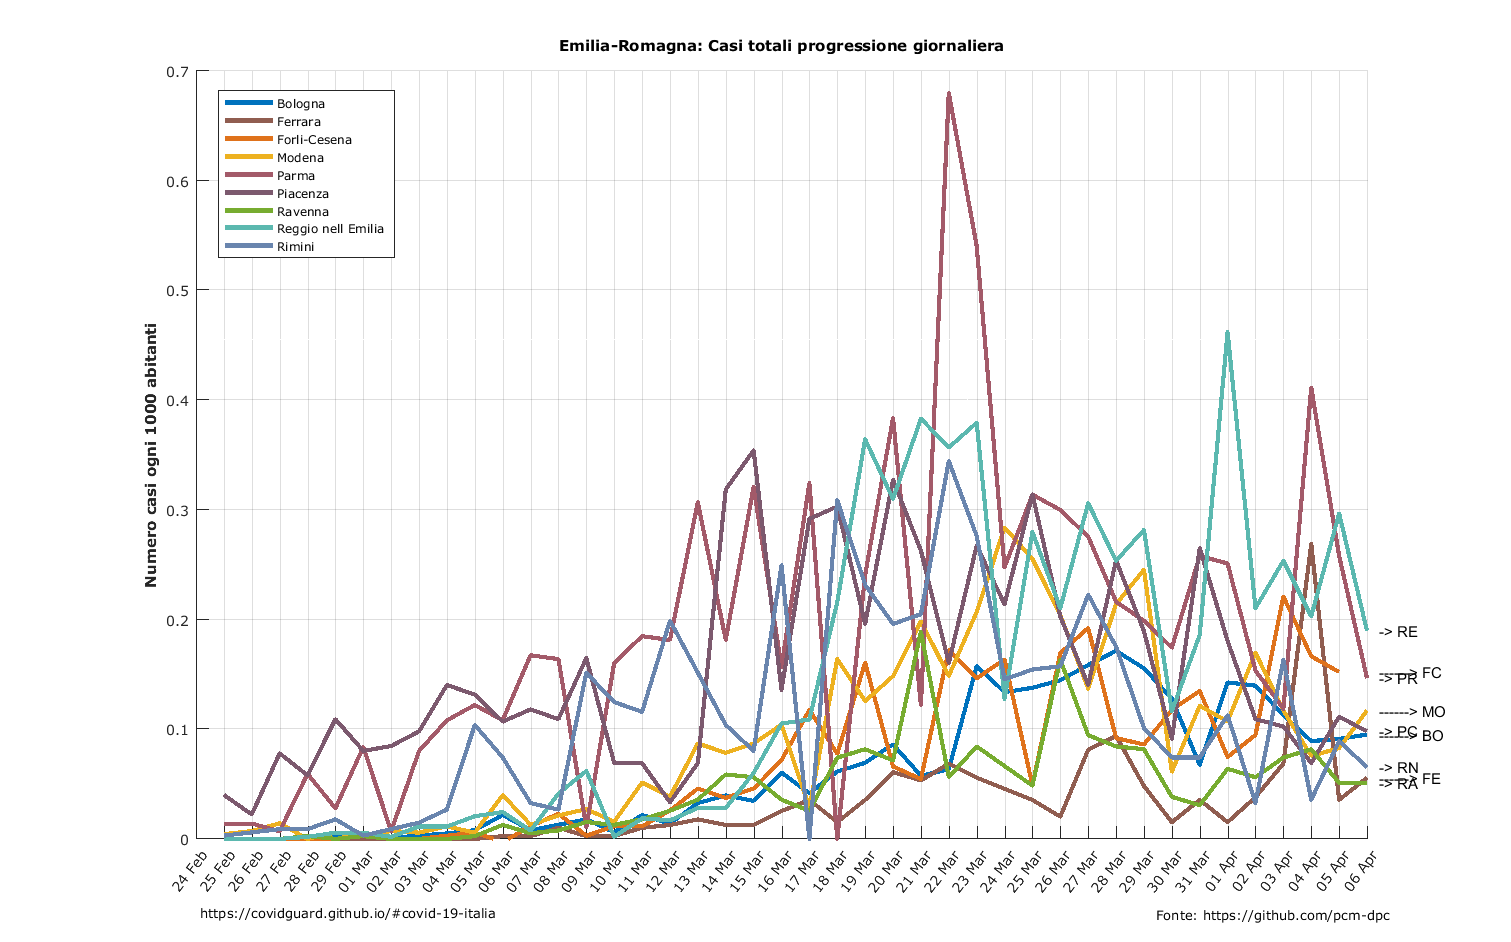 Emilia-Romagna: Casi totali progressione giornaliera
Numero casi ogni 1000 abitanti
0.7
0.6
0.5
0.4
0.3
0.2
0.1
0
Bologna
Ferrara
Forli-Cesena
Modena
Parma
Piacenza
Ravenna
Reggio nell Emilia
Rimini
-> RE
----> FC
-> PR
------> MO
-> PC
------> BO
-> RN
----> FE
-> RA
24 Feb
25 Feb
26 Feb
27 Feb
28 Feb
29 Feb
01 Mar
02 Mar
03 Mar
04 Mar
05 Mar
06 Mar
07 Mar
08 Mar
09 Mar
10 Mar
11 Mar
12 Mar
13 Mar
14 Mar
15 Mar
16 Mar
17 Mar
18 Mar
19 Mar
20 Mar
21 Mar
22 Mar
23 Mar
24 Mar
25 Mar
26 Mar
27 Mar
28 Mar
29 Mar
30 Mar
31 Mar
01 Apr
02 Apr
03 Apr
04 Apr
05 Apr
06 Apr
https://covidguard.github.io/#covid-19-italia
Fonte: https://github.com/pcm-dpc